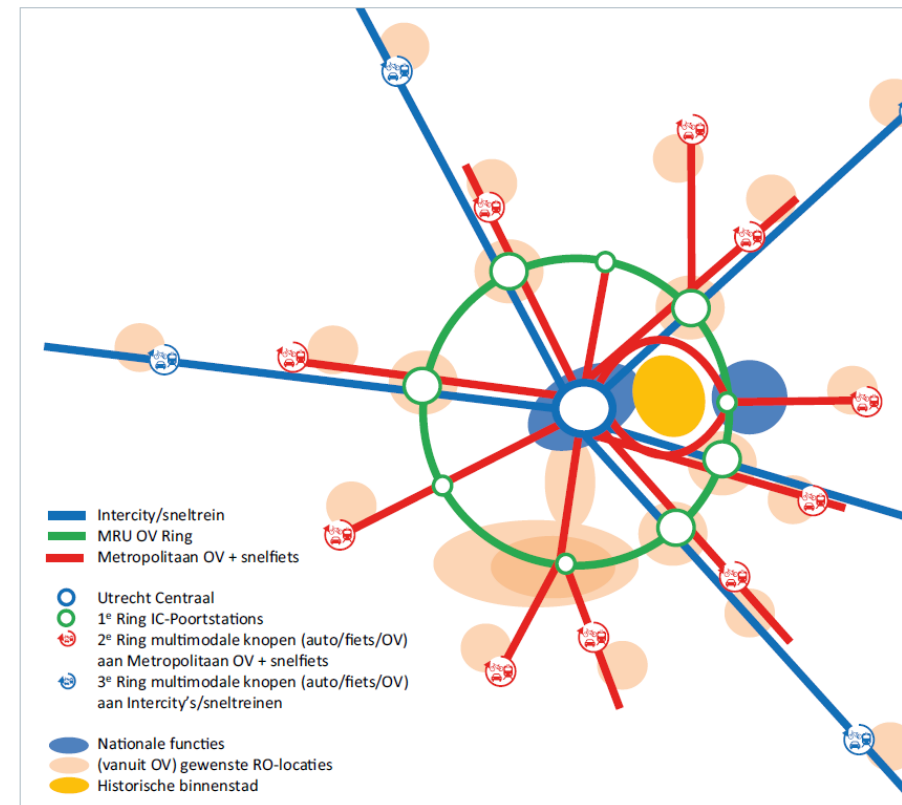 Intercity/sneltrein
MRU OV Ring
Metropolitaan OV + snelfiets
Utrecht Centraal
1e Ring IC-Poortstations
2e Ring multimodale knopen (auto/fiets/OV)
aan Metropolitaan OV + snelfiets
3e Ring multimodale knopen (auto/fiets/OV)
aan Intercity's/sneltreinen
Nationale functies
(vanuit OV) gewenste RO-locaties
Historische binnenstad